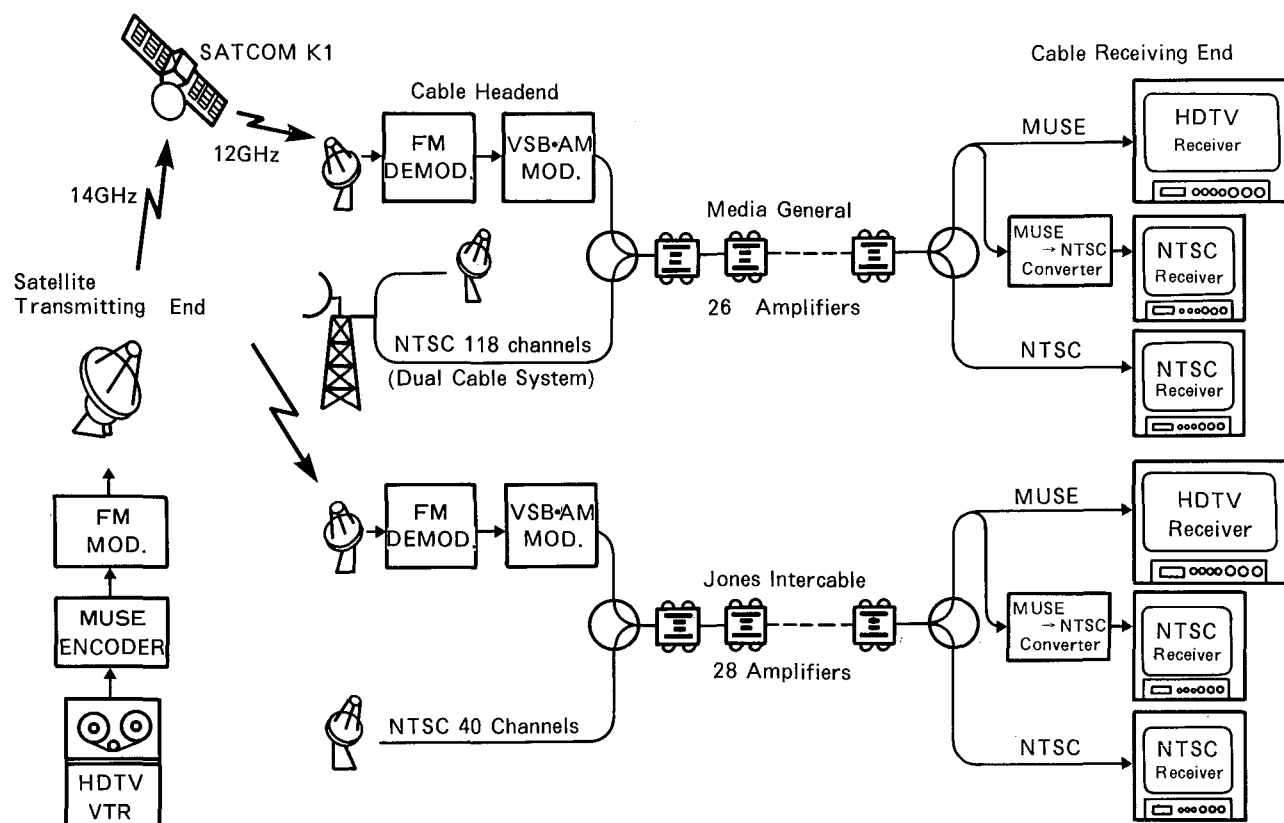 SATCOM K1
Cable Receiving End
Cable Headend
12GHz
14GHz
FM
DEMOD.
VSB•AM
MOD.
MUSE
HDTV
Receiver
Media General
26 Amplifiers
MUSE
→ NTSC
Converter
NTSC
Receiver
Satellite
Transmitting End
NTSC 118 channels
(Dual Cable System)
NTSC
NTSC
Receiver
FM
MOD.
MUSE
ENCODER
HDTV
VTR
FM
DEMOD.
VSB•AM
MOD.
MUSE
HDTV
Receiver
Jones Intercable
28 Amplifiers
MUSE
→ NTSC
Converter
NTSC
Receiver
NTSC 40 Channels
NTSC
NTSC
Receiver